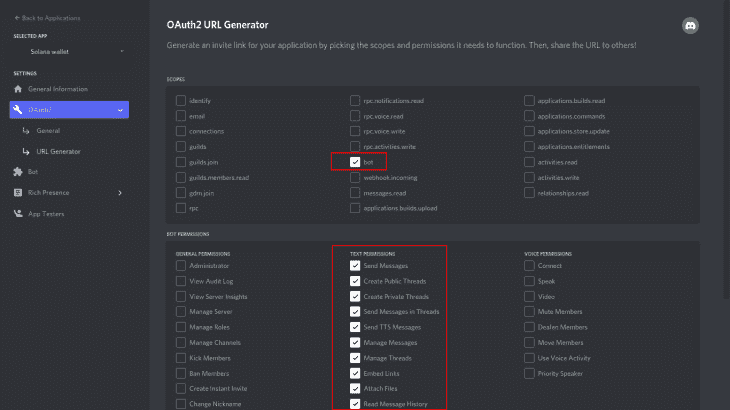 ← Back to Applications
SELECTED APP
Solana wallet
SETTINGS
General Information
OAuth2
General
URL Generator
Bot
Rich Presence
App Testers
OAuth2 URL Generator
Generate an invite link for your application by picking the scopes and permissions it needs to function. Then, share the URL to others!
SCOPES
identify
email
connections
guilds
guilds.join
guilds.members.read
gdm.join
rpc
rpc.notifications.read
rpc.voice.read
rpc.voice.write
rpc.activities.write
bot
webhook.incoming
messages.read
applications.builds.upload
applications.builds.read
applications.commands
applications.store.update
applications.entitlements
activities.read
activities.write
relationships.read
BOT PERMISSIONS
GENERAL PERMISSIONS
Administrator
View Audit Log
View Server Insights
Manage Server
Manage Roles
Manage Channels
Kick Members
Ban Members
Create Instant Invite
Change Nickname
TEXT PERMISSIONS
Send Messages
Create Public Threads
Create Private Threads
Send Messages in Threads
Send TTS Messages
Manage Messages
Manage Threads
Embed Links
Attach Files
Read Message History
VOICE PERMISSIONS
Connect
Speak
Video
Mute Members
Deafen Members
Move Members
Use Voice Activity
Priority Speaker